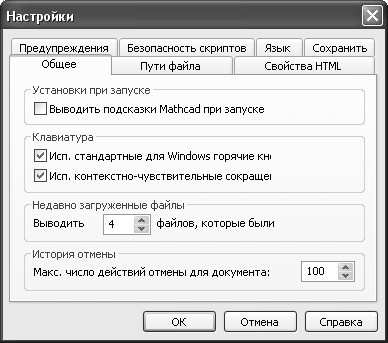 Настройки
Предупреждения Безопасность скриптов Язык Сохранить
Общее Пути файла Свойства HTML
Установки при запуске
Выводить подсказки Mathcad при запуске
Клавиатура
Исп. стандартные для Windows горячие кно
Исп. контекстно-чувствительные сокращен
Недавно загруженные файлы
Выводить 4 файлов, которые были
История отмены
Макс. число действий отмены для документа: 100
OK Отмена Справка